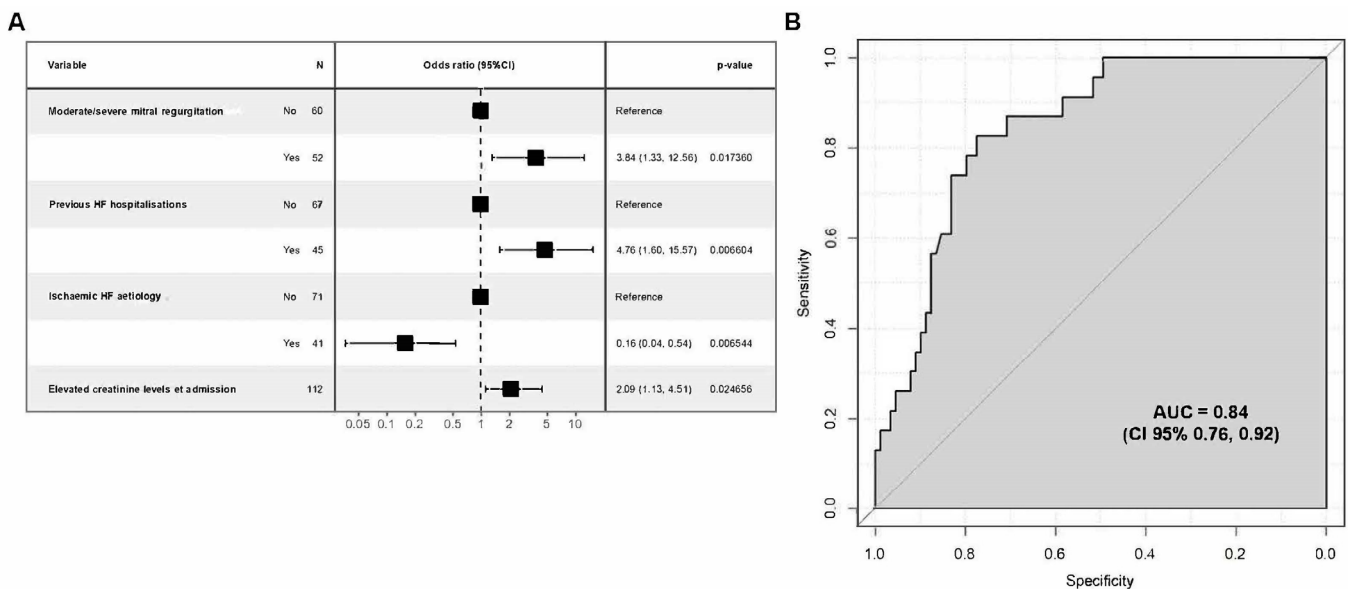 A
Variable N Odds ratio (95%CI) p-value
Moderate/severe mitral regurgitation No 60 Reference
Yes 52 3.84 (1.33, 12.56) 0.017360
Previous HF hospitalisations No 67 Reference
Yes 45 4.76 (1.60, 15.57) 0.006604
Ischaemic HF aetiology No 71 Reference
Yes 41 0.16 (0.04, 0.54) 0.006544
Elevated creatinine levels et admission 112 2.09 (1.13, 4.51) 0.024656
0.05 0.1 0.2 0.5 1 2 5 10
B
1.0
0.8
0.6
0.4
0.2
0.0
Sensitivity
AUC = 0.84
(CI 95% 0.76, 0.92)
1.0 0.8 0.6 0.4 0.2 0.0
Specificity